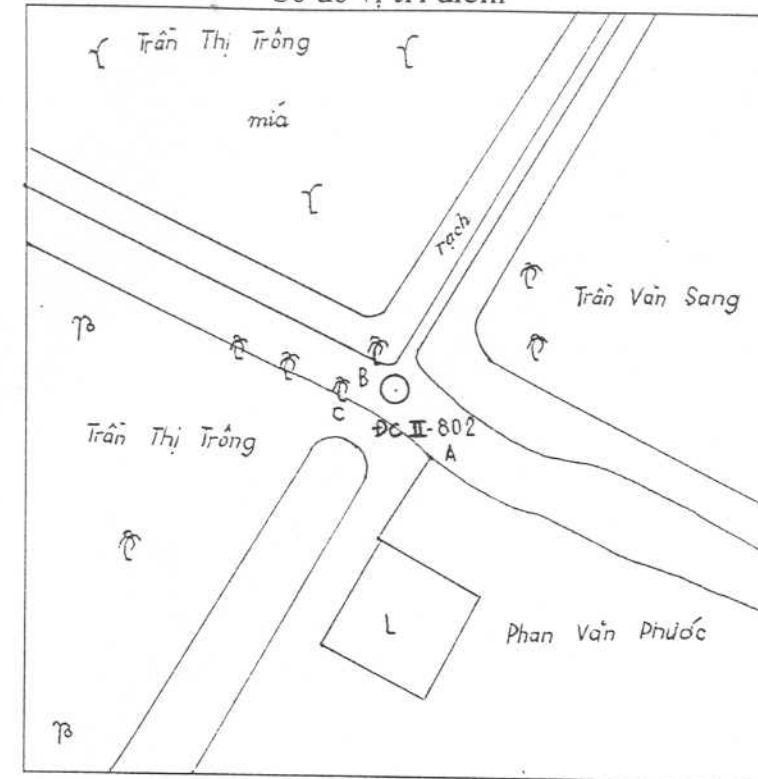 Sơ đồ vị trí điểm
Trần Thị Trông
miá
rạch
Trần Văn Sang
B
C
ĐC II-802
A
Trần Thị Trông
L
Phan Văn Phước